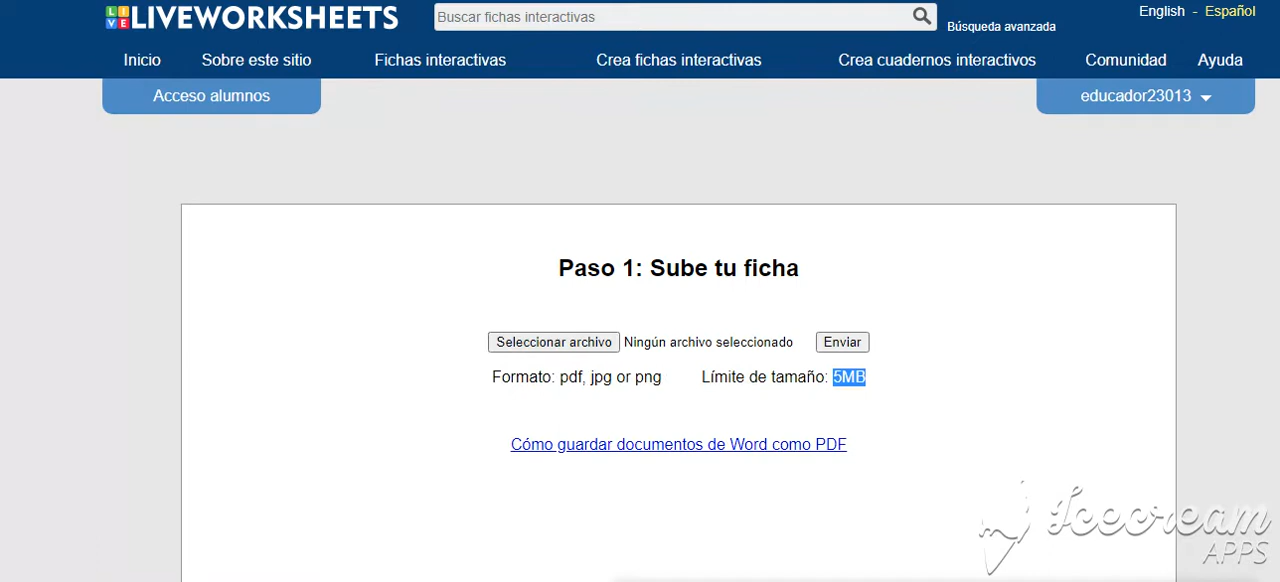 LIVE LIVEWORKSHEETS
Buscar fichas interactivas
Búsqueda avanzada
English - Español
Inicio
Sobre este sitio
Fichas interactivas
Crea fichas interactivas
Crea cuadernos interactivos
Comunidad
Ayuda
Acceso alumnos
educador23013
Paso 1: Sube tu ficha
Seleccionar archivo Ningún archivo seleccionado Enviar
Formato: pdf, jpg or png Límite de tamaño: 5MB
Cómo guardar documentos de Word como PDF
Icecream
APPS